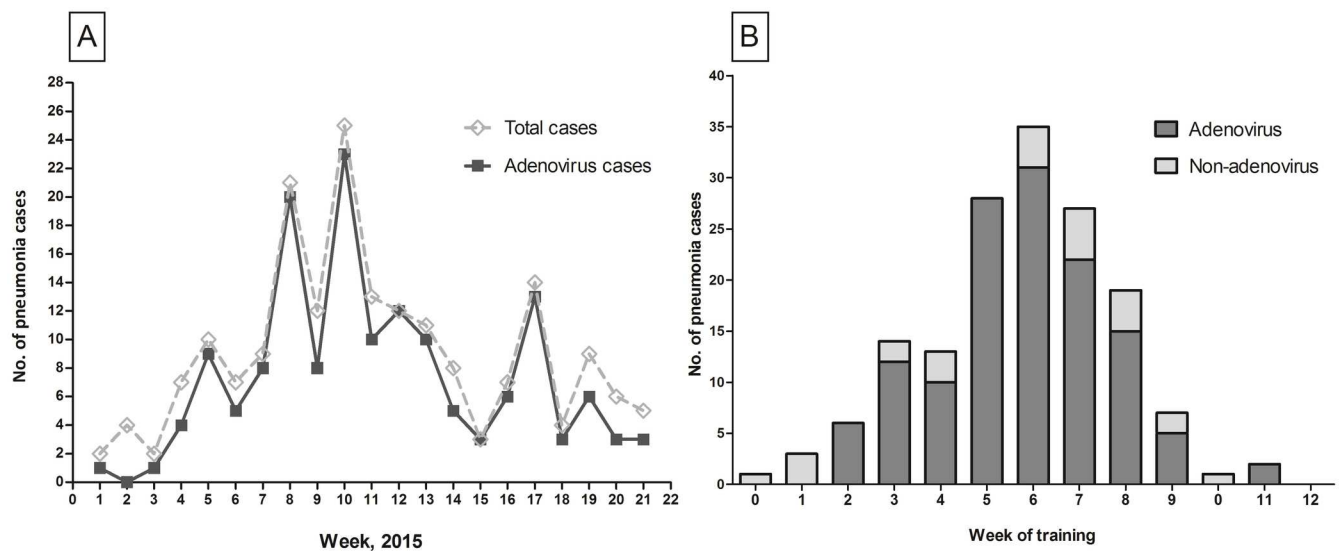 A
No. of pneumonia cases
28
26
24
22
20
18
16
14
12
10
8
6
4
2
0
0 1 2 3 4 5 6 7 8 9 10 11 12 13 14 15 16 17 18 19 20 21 22
Week, 2015
Total cases
Adenovirus cases
B
No. of pneumonia cases
40
35
30
25
20
15
10
5
0
0 1 2 3 4 5 6 7 8 9 0 11 12
Week of training
Adenovirus
Non-adenovirus